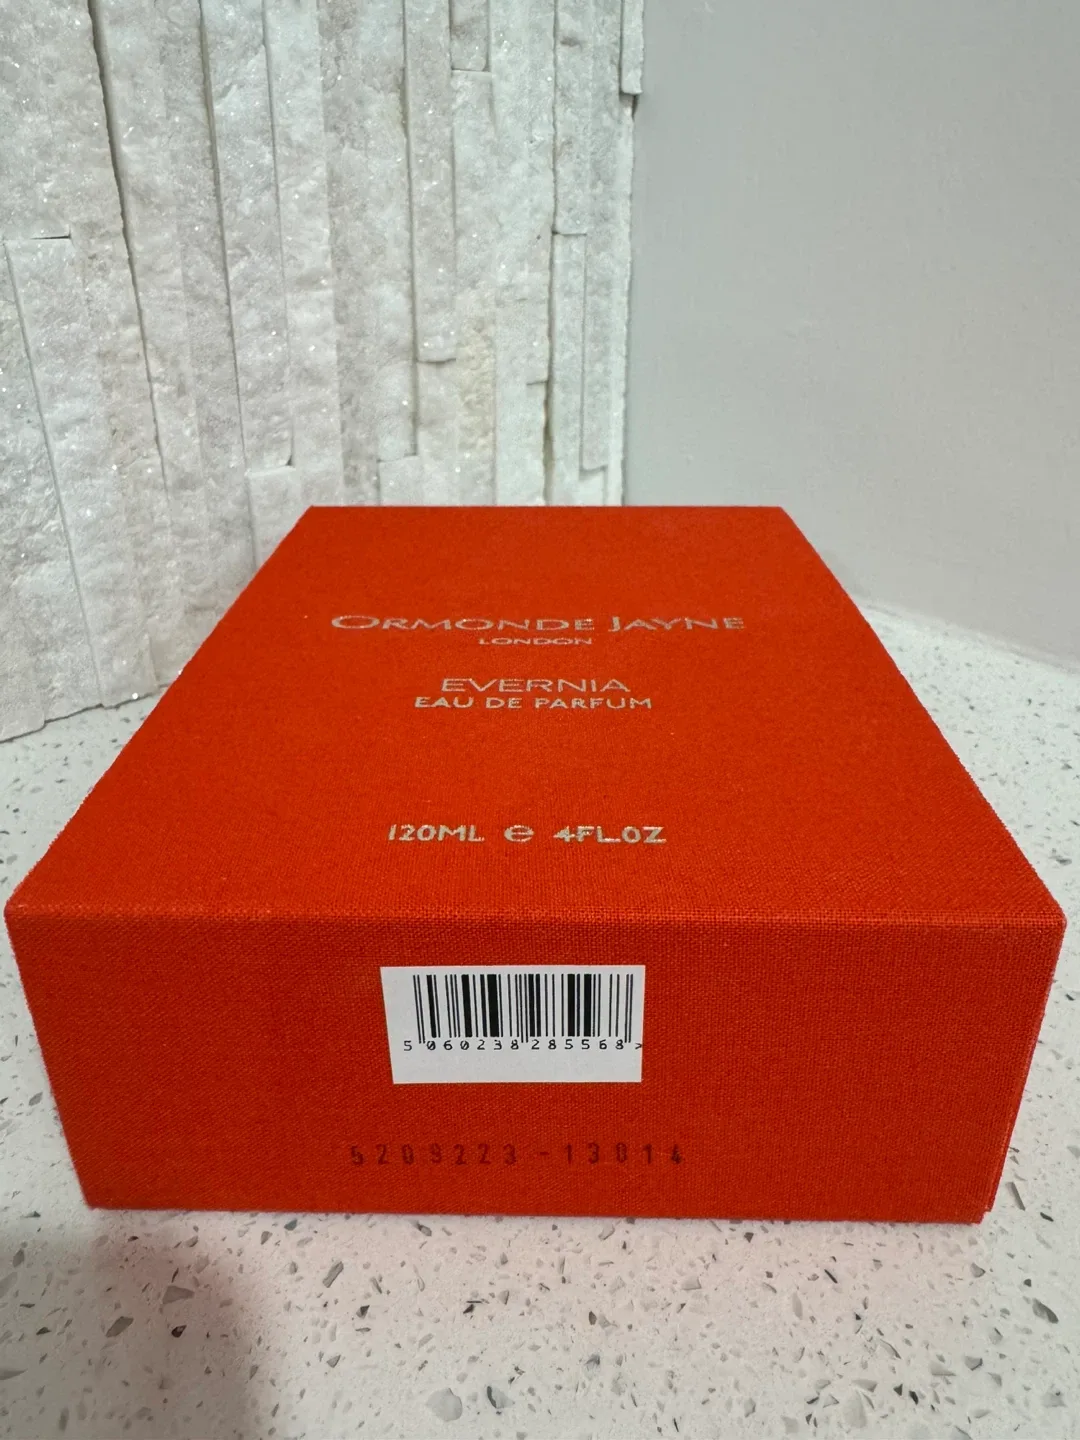 ORMONDE JAYNE
LONDON
EVERNIA
EAU DE PARFUM
120ML ℮ 4FL.OZ
5 060238 285568 >
5209223-13014